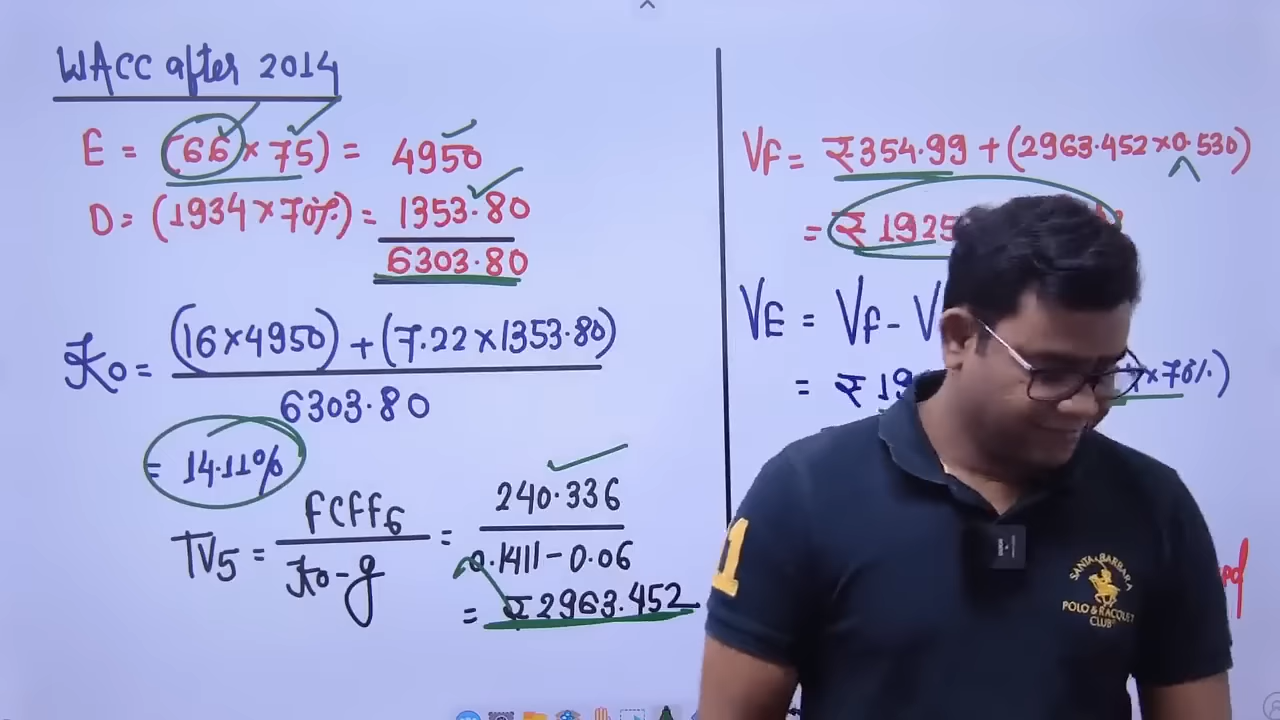 WACC after 2014
E = (66 × 75) = 4950
D = (1934 × 70%) = 1353.80
6303.80
Ko = (16 × 4950) + (7.22 × 1353.80)
6303.80
= 14.11%
TV5 = FCFF6 / Ko - g = 240.336 / 0.1411 - 0.06
= ₹2963.452
Vf = ₹354.99 + (2963.452 × 0.530)
= ₹1925
VE = Vf - V
= ₹19 × 70%)
1
SANTA BARBARA
POLO & RACQUET
CLUB